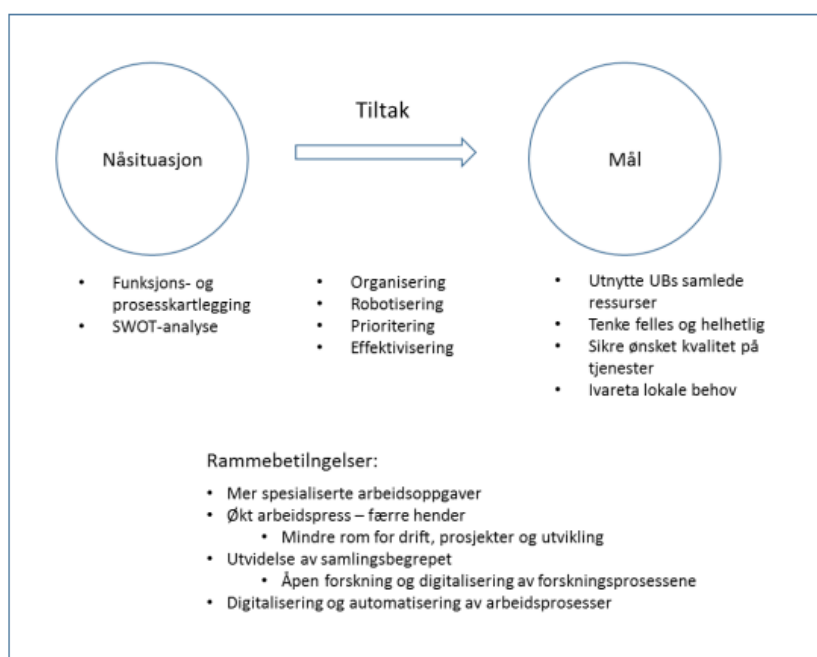 Tiltak
Nåsituasjon
Mål
• Funksjons- og
prosesskartlegging
• SWOT-analyse
• Organisering
• Robotisering
• Prioritering
• Effektivisering
• Utnytte UBs samlede
ressurser
• Tenke felles og helhetlig
• Sikre ønsket kvalitet på
tjenester
• Ivareta lokale behov
Rammebetilngelser:
• Mer spesialiserte arbeidsoppgaver
• Økt arbeidspress – færre hender
• Mindre rom for drift, prosjekter og utvikling
• Utvidelse av samlingsbegrepet
• Åpen forskning og digitalisering av forskningsprosessene
• Digitalisering og automatisering av arbeidsprosesser